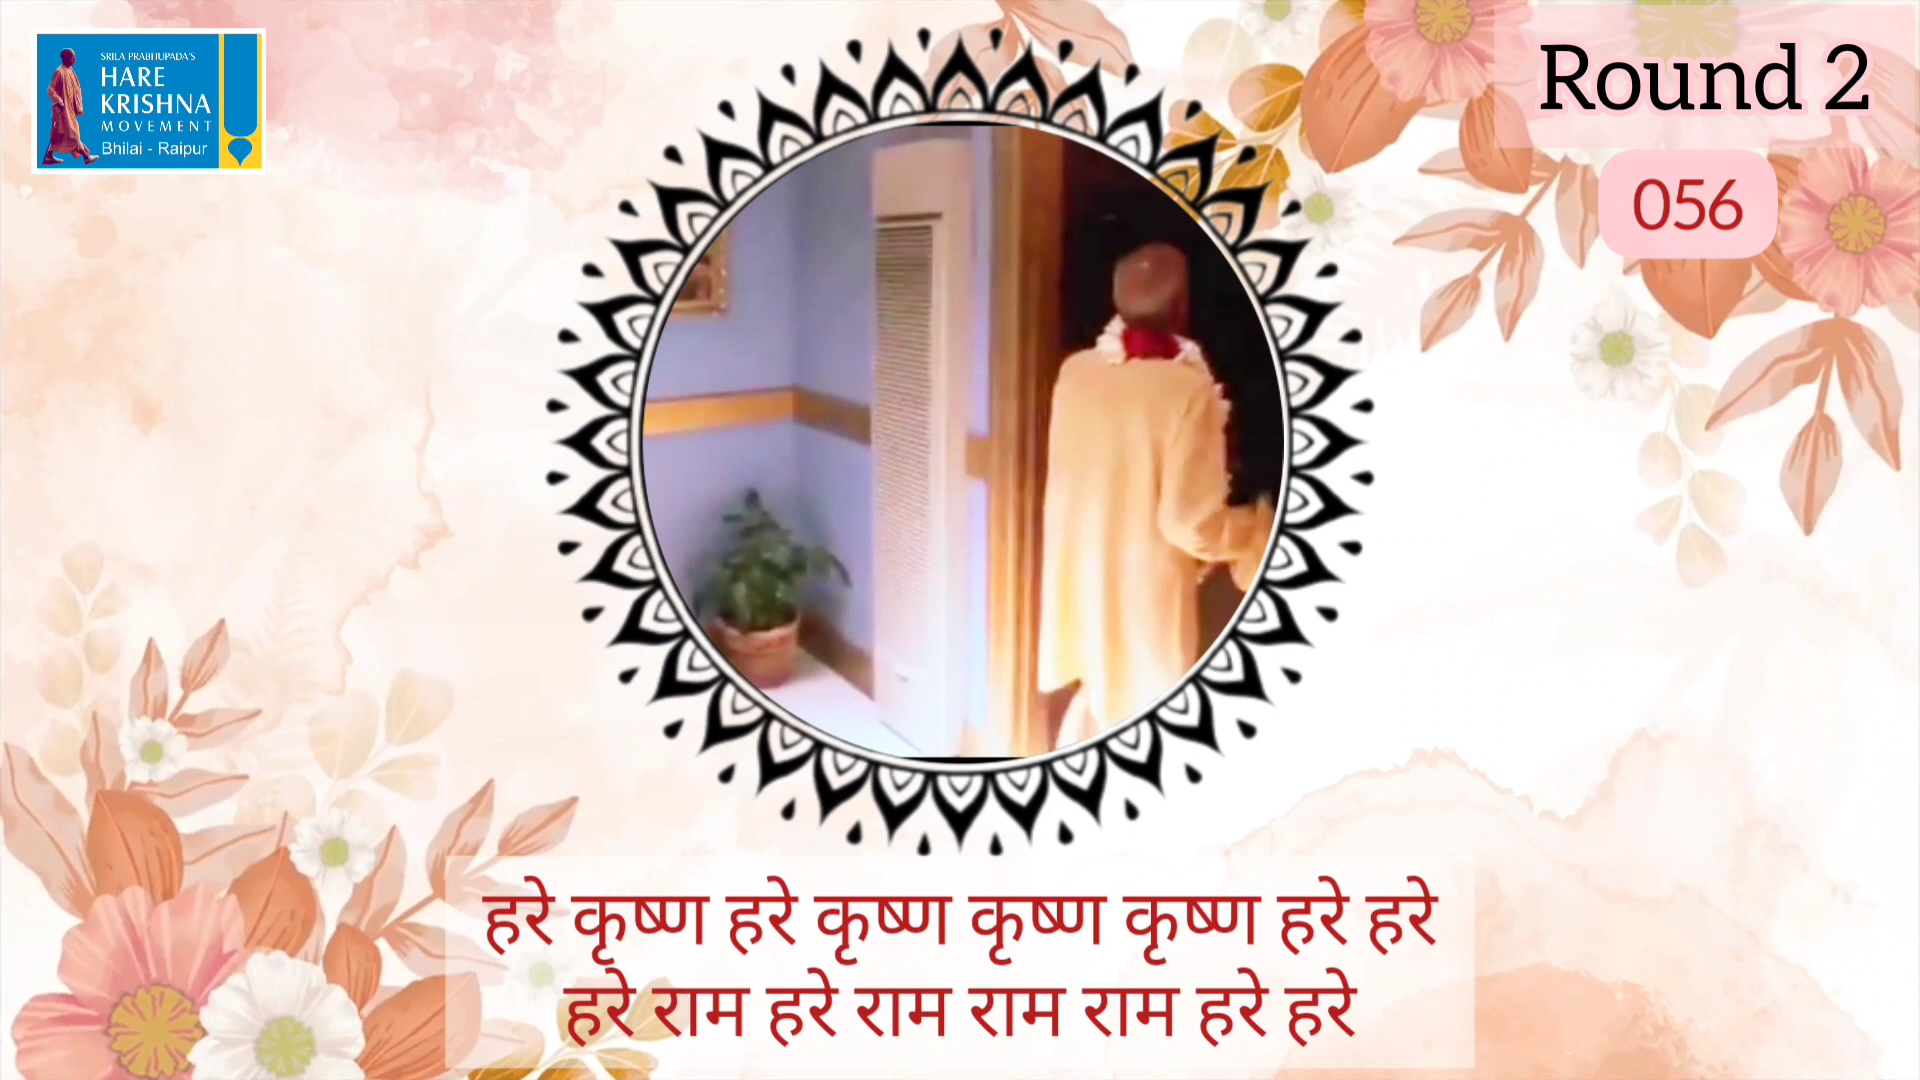 SRILA PRABHUPADA'S
HARE
KRISHNA
MOVEMENT
Bhilai - Raipur
Round 2
056
हरे कृष्ण हरे कृष्ण कृष्ण कृष्ण हरे हरे
हरे राम हरे राम राम राम हरे हरे